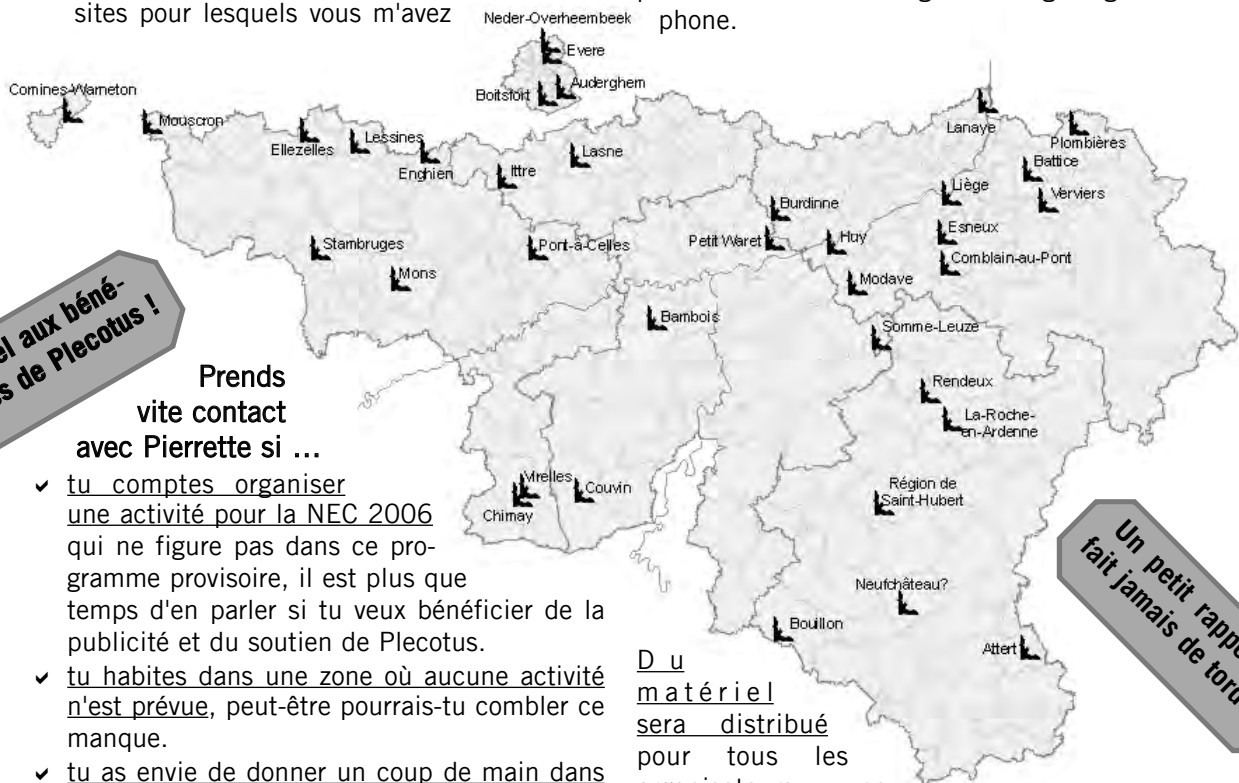 sites pour lesquels vous m'avez
phone.
Neder-Overheembeek
Evere
Auderghem
Boitsfort
Comines-Warneton
Mouscron
Ellezelles
Lessines
Enghien
Ittre
Lasne
Lanaye
Plombières
Battice
Liège
Verviers
Burdinne
Stambruges
Pont-à-Celles
Petit Waret
Huy
Esneux
Comblain-au-Pont
Mons
Modave
Bambois
Somme-Leuze
Rendeux
La-Roche-
en-Ardenne
Virelles
Couvin
Chimay
Région de
Saint-Hubert
Neufchâteau?
Bouillon
Attert
el aux béné-
s de Plecotus !
Prends
vite contact
avec Pierrette si ...
✔ tu comptes organiser
une activité pour la NEC 2006
qui ne figure pas dans ce pro-
gramme provisoire, il est plus que
temps d'en parler si tu veux bénéficier de la
publicité et du soutien de Plecotus.
✔ tu habites dans une zone où aucune activité
n'est prévue, peut-être pourrais-tu combler ce
manque.
✔ tu as envie de donner un coup de main dans
D u
matériel
sera distribué
pour tous les
Un petit rappe
fait jamais de tor